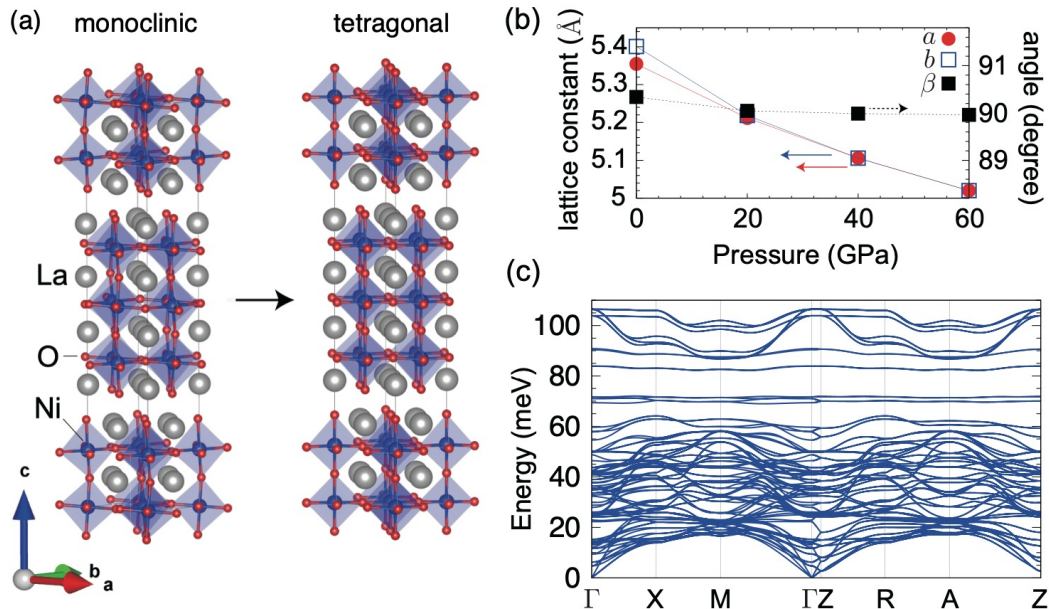 (a)
monoclinic
tetragonal
La
O
Ni
c
b
a
(b)
lattice constant (Å)
5.4
5.3
5.2
5.1
5
a
b
β
91
90
89
angle (degree)
0
20
40
60
Pressure (GPa)
(c)
Energy (meV)
100
80
60
40
20
0
Γ X M Γ Z R A Z